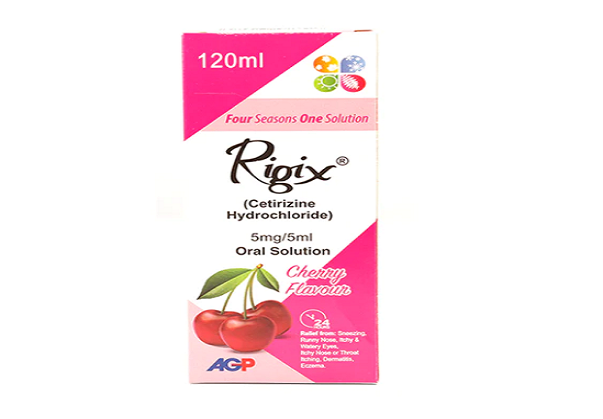 120ml
Four Seasons One Solution
Rigix®
(Cetirizine
Hydrochloride)
5mg/5ml
Oral Solution
Cherry
Flavour
24
Relief from: Sneezing,
Runny Nose, Itchy &
Watery Eyes,
Itchy Nose or Throat
Itching, Dermatitis,
Eczema.
AGP